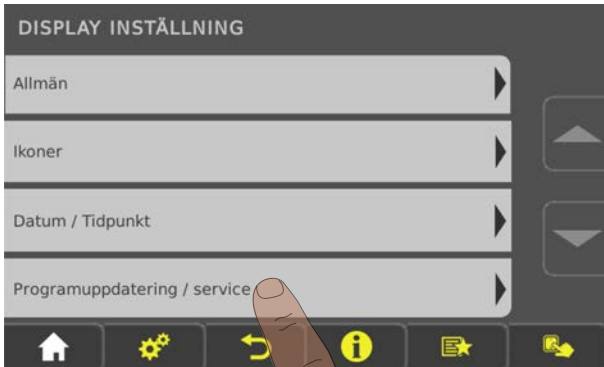 DISPLAY INSTÄLLNING
Allmän
Ikoner
Datum / Tidpunkt
Programuppdatering / service